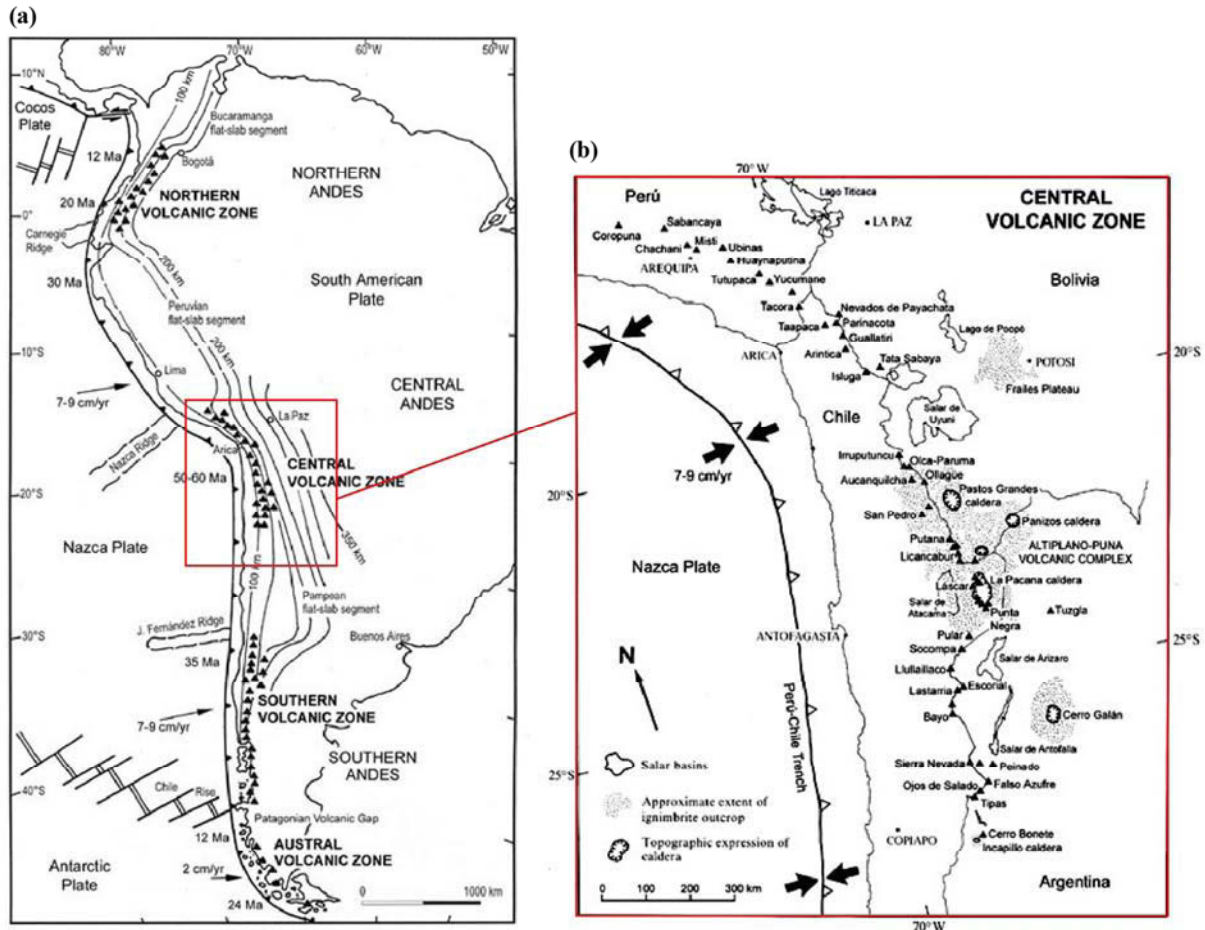 (a)
80°W
70°W
60°W
50°W
10°N
Cocos
Plate
100 km
Bucaramanga
flat-slab segment
12 Ma
Bogotá
NORTHERN
VOLCANIC ZONE
NORTHERN
ANDES
20 Ma
0°
Carnegie
Ridge
30 Ma
200 km
South American
Plate
Peruvian
flat-slab segment
10°S
200 km
Lima
7-9 cm/yr
CENTRAL
ANDES
La Paz
Nazca Ridge
Arica
50-60 Ma
CENTRAL
VOLCANIC ZONE
20°S
Nazca Plate
350 km
100 km
Pampean
flat-slab segment
Buenos Aires
30°S
J. Fernández Ridge
35 Ma
SOUTHERN
VOLCANIC ZONE
7-9 cm/yr
SOUTHERN
ANDES
Chile Rise
40°S
Patagonian Volcanic Gap
12 Ma
AUSTRAL
VOLCANIC ZONE
Antarctic
Plate
2 cm/yr
24 Ma
0
1000 km
(b)
70° W
Perú
Lago Titicaca
CENTRAL
VOLCANIC ZONE
LA PAZ
Sabancaya
Coropuna
Misti
Chachani
Ubinas
Huaynaputina
AREQUIPA
Tutupaca
Yucumane
Bolivia
Tacora
Nevados de Payachata
Parinacota
Taapaca
Guallatiri
Lago de Poopó
ARICA
Arintica
Tata Sabaya
POTOSI
20°S
Isluga
Frailes Plateau
Chile
Salar de
Uyuni
7-9 cm/yr
Irruputuncu
Olca-Paruma
Ollagüe
20°S
Aucanquilcha
Pastos Grandes
caldera
San Pedro
Panizos caldera
Nazca Plate
Putana
ALTIPLANO-PUNA
VOLCANIC COMPLEX
Licancabur
La Pacana caldera
Láscar
Salar de
Atacama
Punta
Negra
Tuzgla
ANTOFAGASTA
Pular
25°S
Socompa
Salar de Arizaro
N
Llullaillaco
Escorial
Lastarria
Cerro Galán
Bayo
Perú-Chile Trench
Salar de Antofalla
Sierra Nevada
Peinado
Salar basins
25°S
Falso Azufre
Ojos de Salado
Tipas
Approximate extent of
ignimbrite outcrop
COPIAPO
Cerro Bonete
Incapillo caldera
Topographic expression of
caldera
Argentina
0 100 200 300 km
70°W